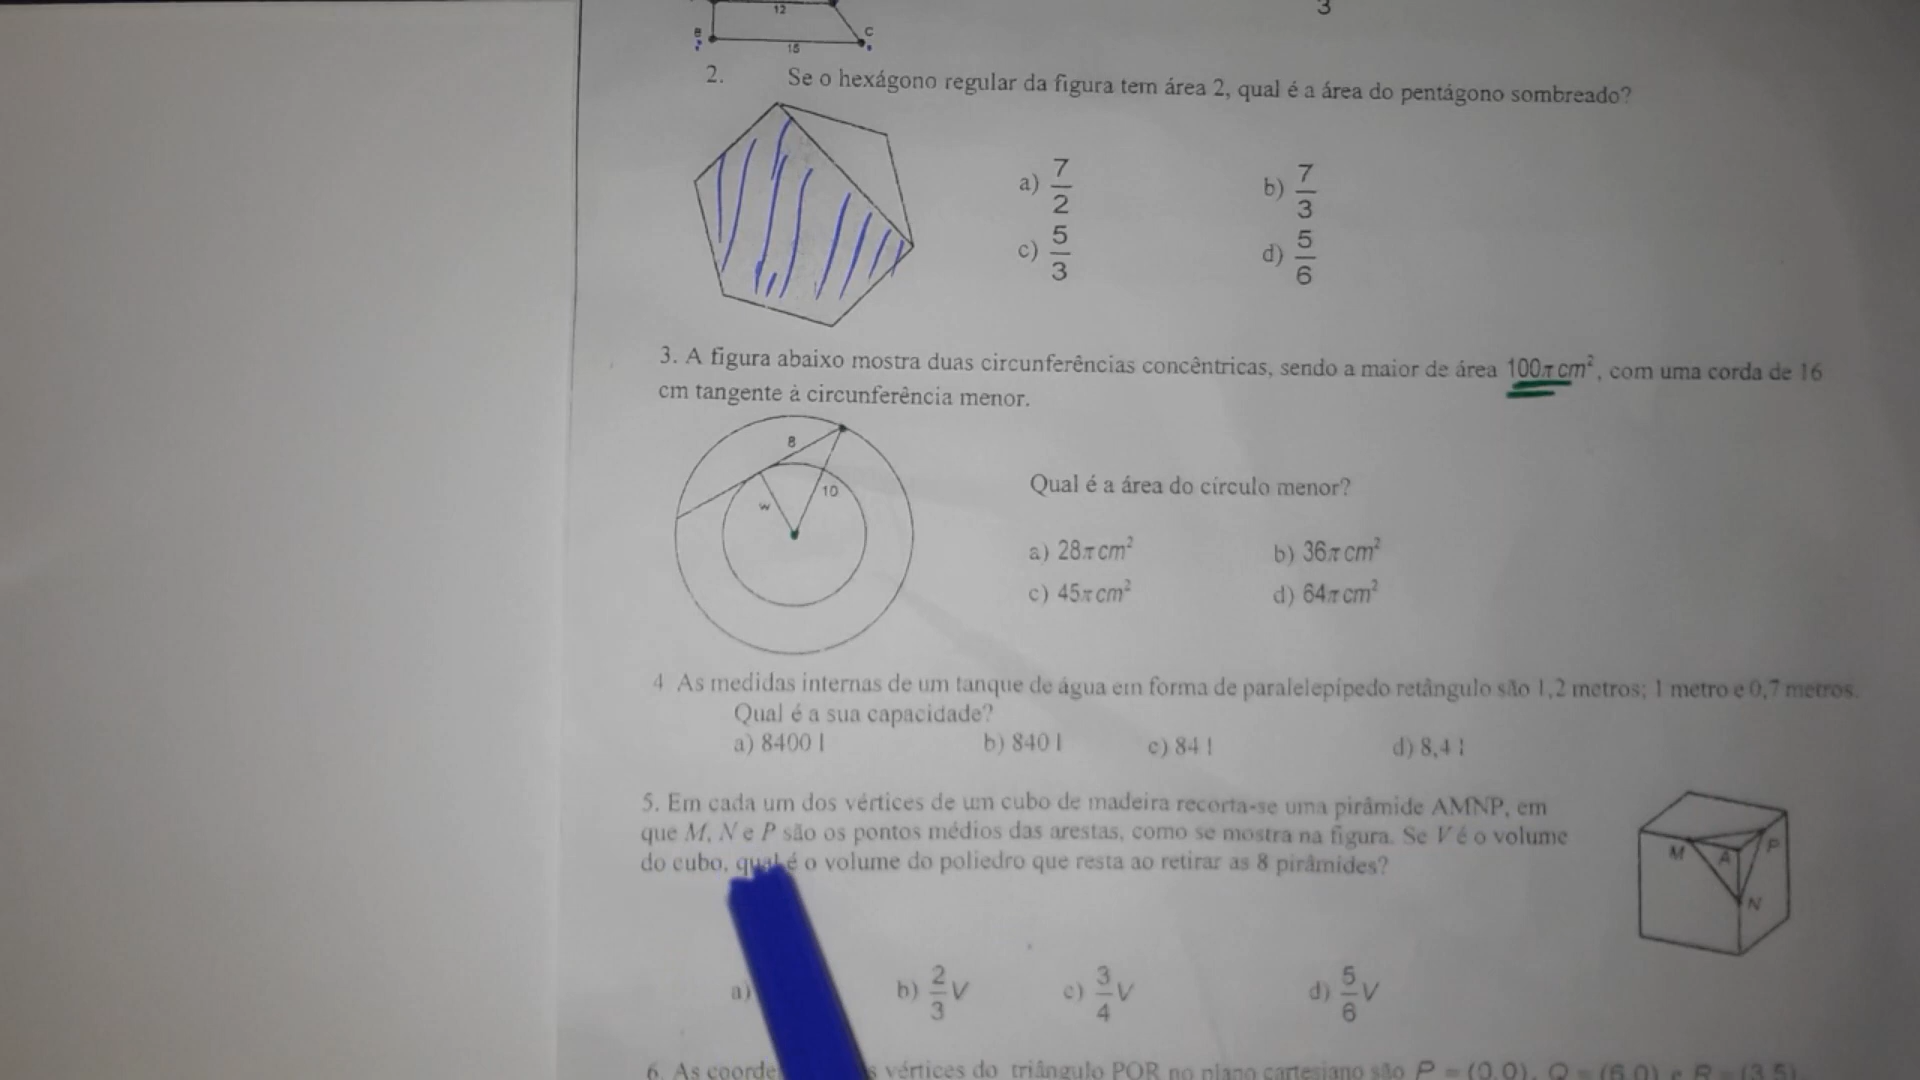 3
12
B
C
15
2. Se o hexágono regular da figura tem área 2, qual é a área do pentágono sombreado?
a) 7/2 b) 7/3
c) 5/3 d) 5/6
3. A figura abaixo mostra duas circunferências concêntricas, sendo a maior de área 100π cm², com uma corda de 16
cm tangente à circunferência menor.
8
10
w
Qual é a área do círculo menor?
a) 28π cm² b) 36π cm²
c) 45π cm² d) 64π cm²
4 As medidas internas de um tanque de água em forma de paralelepípedo retângulo são 1,2 metros; 1 metro e 0,7 metros.
Qual é a sua capacidade?
a) 8400 l b) 840 l c) 84 l d) 8,4 l
5. Em cada um dos vértices de um cubo de madeira recorta-se uma pirâmide AMNP, em
que M, N e P são os pontos médios das arestas, como se mostra na figura. Se V é o volume
do cubo, qual é o volume do poliedro que resta ao retirar as 8 pirâmides?
M A P
N
a) b) 2/3 V c) 3/4 V d) 5/6 V
6. As vértices do triângulo PQR no plano cartesiano são P = (0,0), Q = (6,0) e R = (3,5).